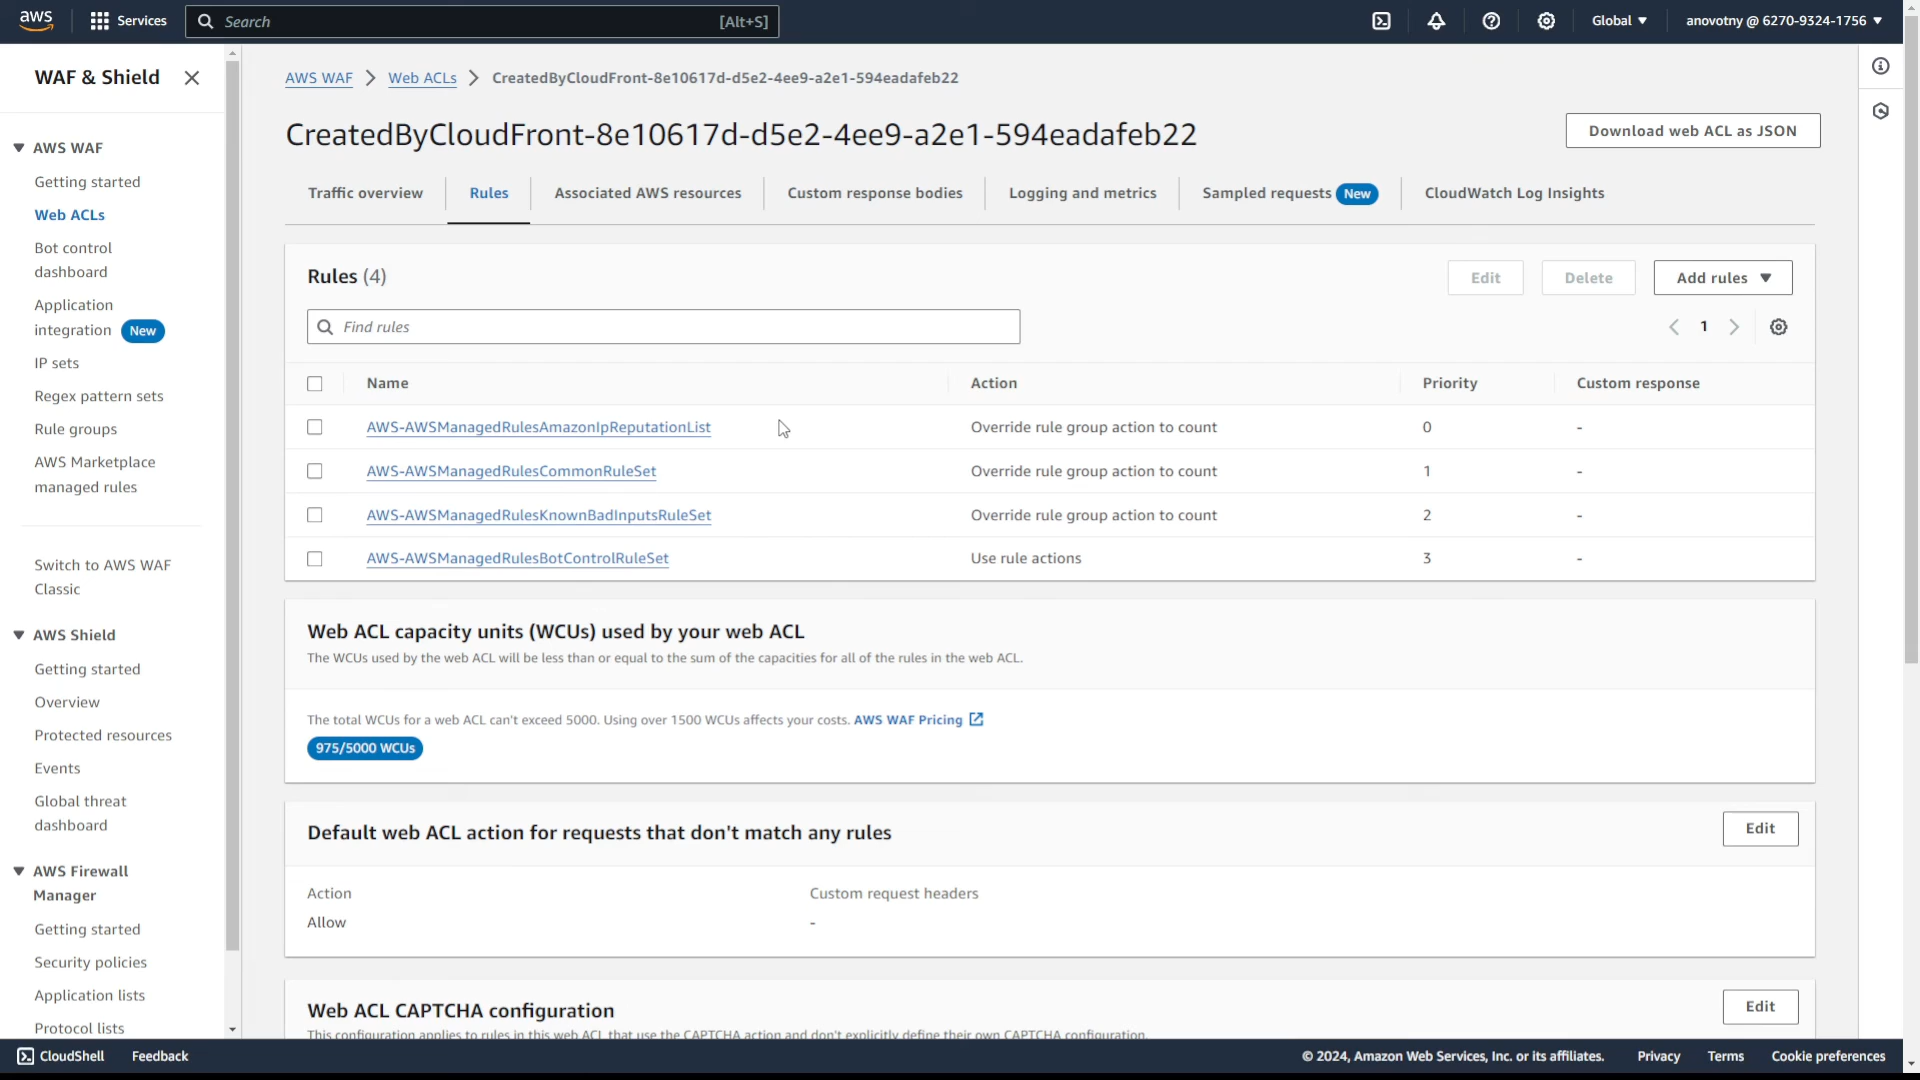 aws
Services
Search
[Alt+S]
Global ▼
anovotny @ 6270-9324-1756 ▼
WAF & Shield
AWS WAF
Getting started
Web ACLs
Bot control
dashboard
Application
integration New
IP sets
Regex pattern sets
Rule groups
AWS Marketplace
managed rules
Switch to AWS WAF
Classic
AWS Shield
Getting started
Overview
Protected resources
Events
Global threat
dashboard
AWS Firewall
Manager
Getting started
Security policies
Application lists
Protocol lists
AWS WAF > Web ACLs > CreatedByCloudFront-8e10617d-d5e2-4ee9-a2e1-594eadafeb22
CreatedByCloudFront-8e10617d-d5e2-4ee9-a2e1-594eadafeb22
Download web ACL as JSON
Traffic overview
Rules
Associated AWS resources
Custom response bodies
Logging and metrics
Sampled requests New
CloudWatch Log Insights
Rules (4)
Edit
Delete
Add rules ▼
Find rules
1
Name Action Priority Custom response
AWS-AWSManagedRulesAmazonIpReputationList Override rule group action to count 0 -
AWS-AWSManagedRulesCommonRuleSet Override rule group action to count 1 -
AWS-AWSManagedRulesKnownBadInputsRuleSet Override rule group action to count 2 -
AWS-AWSManagedRulesBotControlRuleSet Use rule actions 3 -
Web ACL capacity units (WCUs) used by your web ACL
The WCUs used by the web ACL will be less than or equal to the sum of the capacities for all of the rules in the web ACL.
The total WCUs for a web ACL can't exceed 5000. Using over 1500 WCUs affects your costs. AWS WAF Pricing
975/5000 WCUs
Default web ACL action for requests that don't match any rules
Edit
Action Custom request headers
Allow -
Web ACL CAPTCHA configuration
Edit
This configuration applies to rules in this web ACL that use the CAPTCHA action and don't explicitly define their own CAPTCHA configuration.
CloudShell
Feedback
© 2024, Amazon Web Services, Inc. or its affiliates.
Privacy
Terms
Cookie preferences